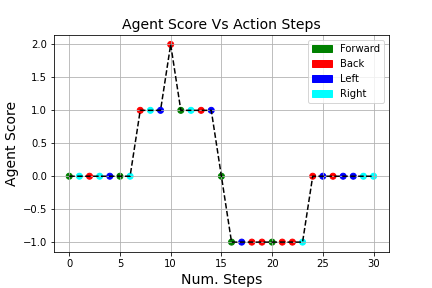 Agent Score Vs Action Steps
2.0
1.5
1.0
0.5
0.0
−0.5
−1.0
Agent Score
Forward
Back
Left
Right
0 5 10 15 20 25 30
Num. Steps